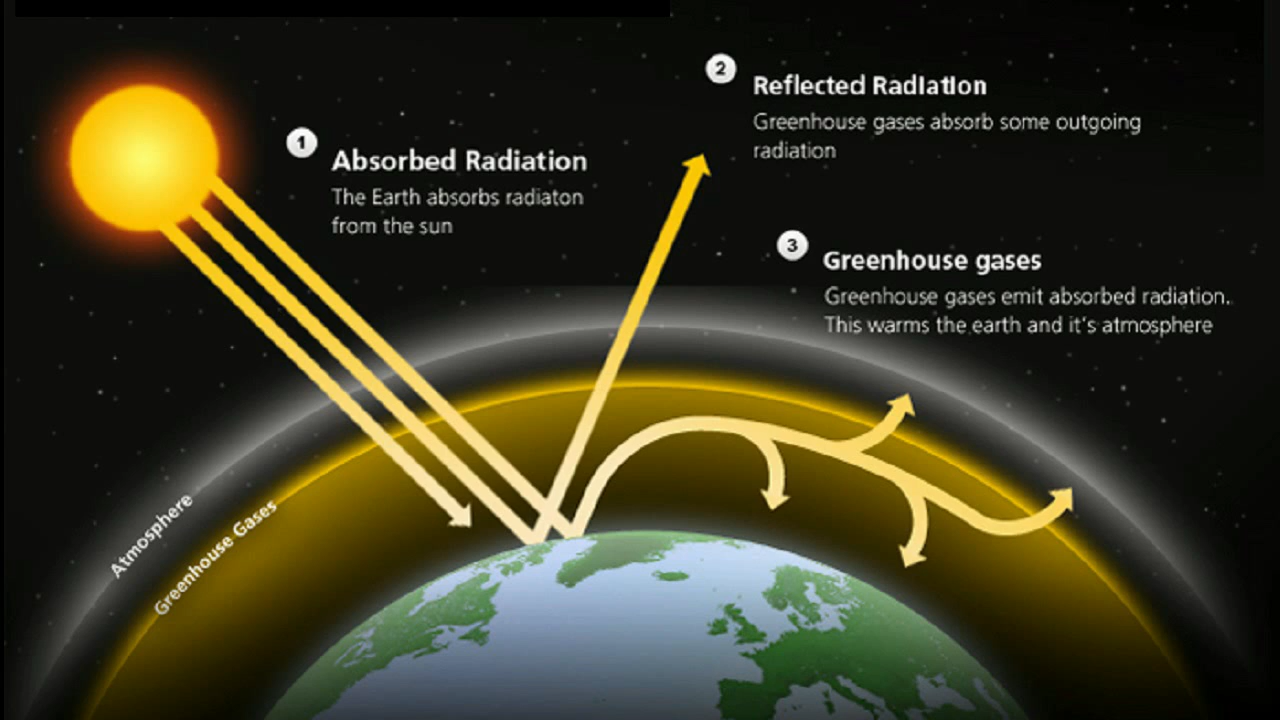 1
Absorbed Radiation
The Earth absorbs radiaton
from the sun
2
Reflected Radiation
Greenhouse gases absorb some outgoing
radiation
3
Greenhouse gases
Greenhouse gases emit absorbed radiation.
This warms the earth and it's atmosphere
Atmosphere
Greenhouse Gases